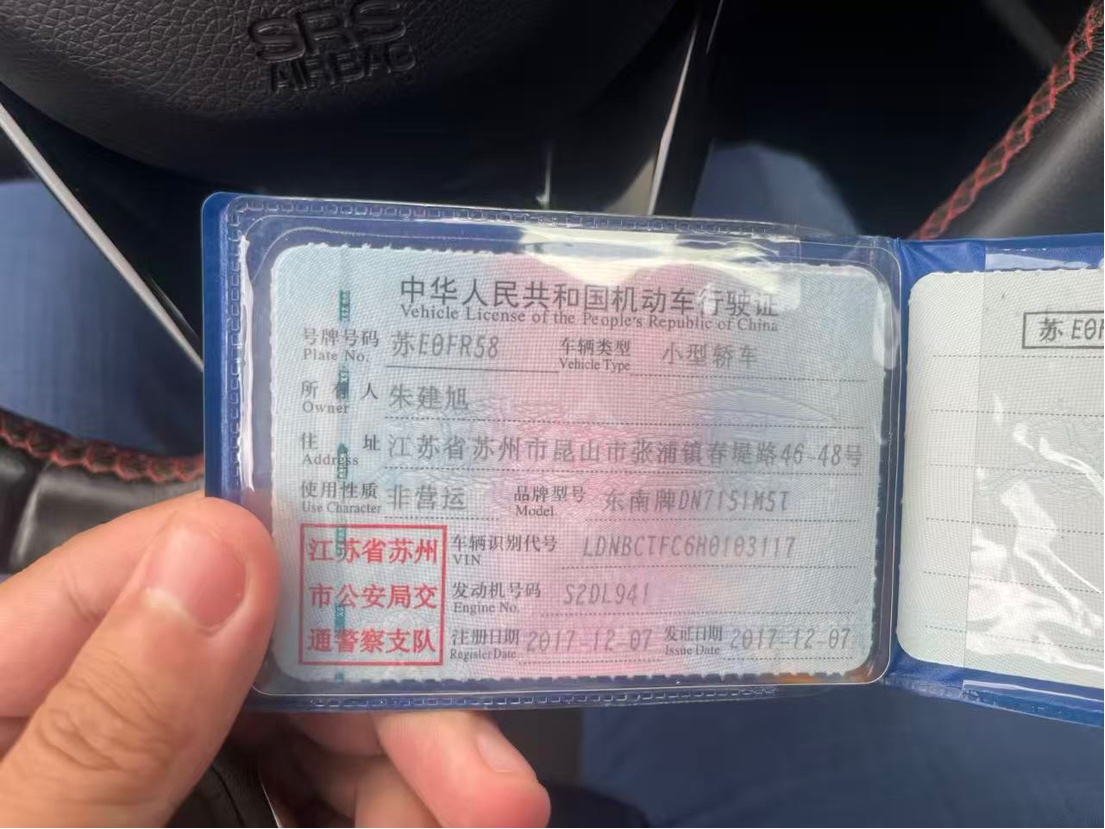 SRS
AIRBAG
中华人民共和国机动车行驶证
Vehicle License of the People's Republic of China
号牌号码 苏E0FR58 车辆类型 小型轿车
Plate No. Vehicle Type
所有人 朱建旭
Owner
住址 江苏省苏州市昆山市张浦镇春堤路46-48号
Address
使用性质 非营运 品牌型号 东南牌DN7151M5T
Use Character Model
江苏省苏州 车辆识别代号 LDNBCTFC6H0103117
VIN
市公安局交 发动机号码 S2DL941
Engine No.
通警察支队 注册日期 2017-12-07 发证日期 2017-12-07
Register Date Issue Date
苏E0F